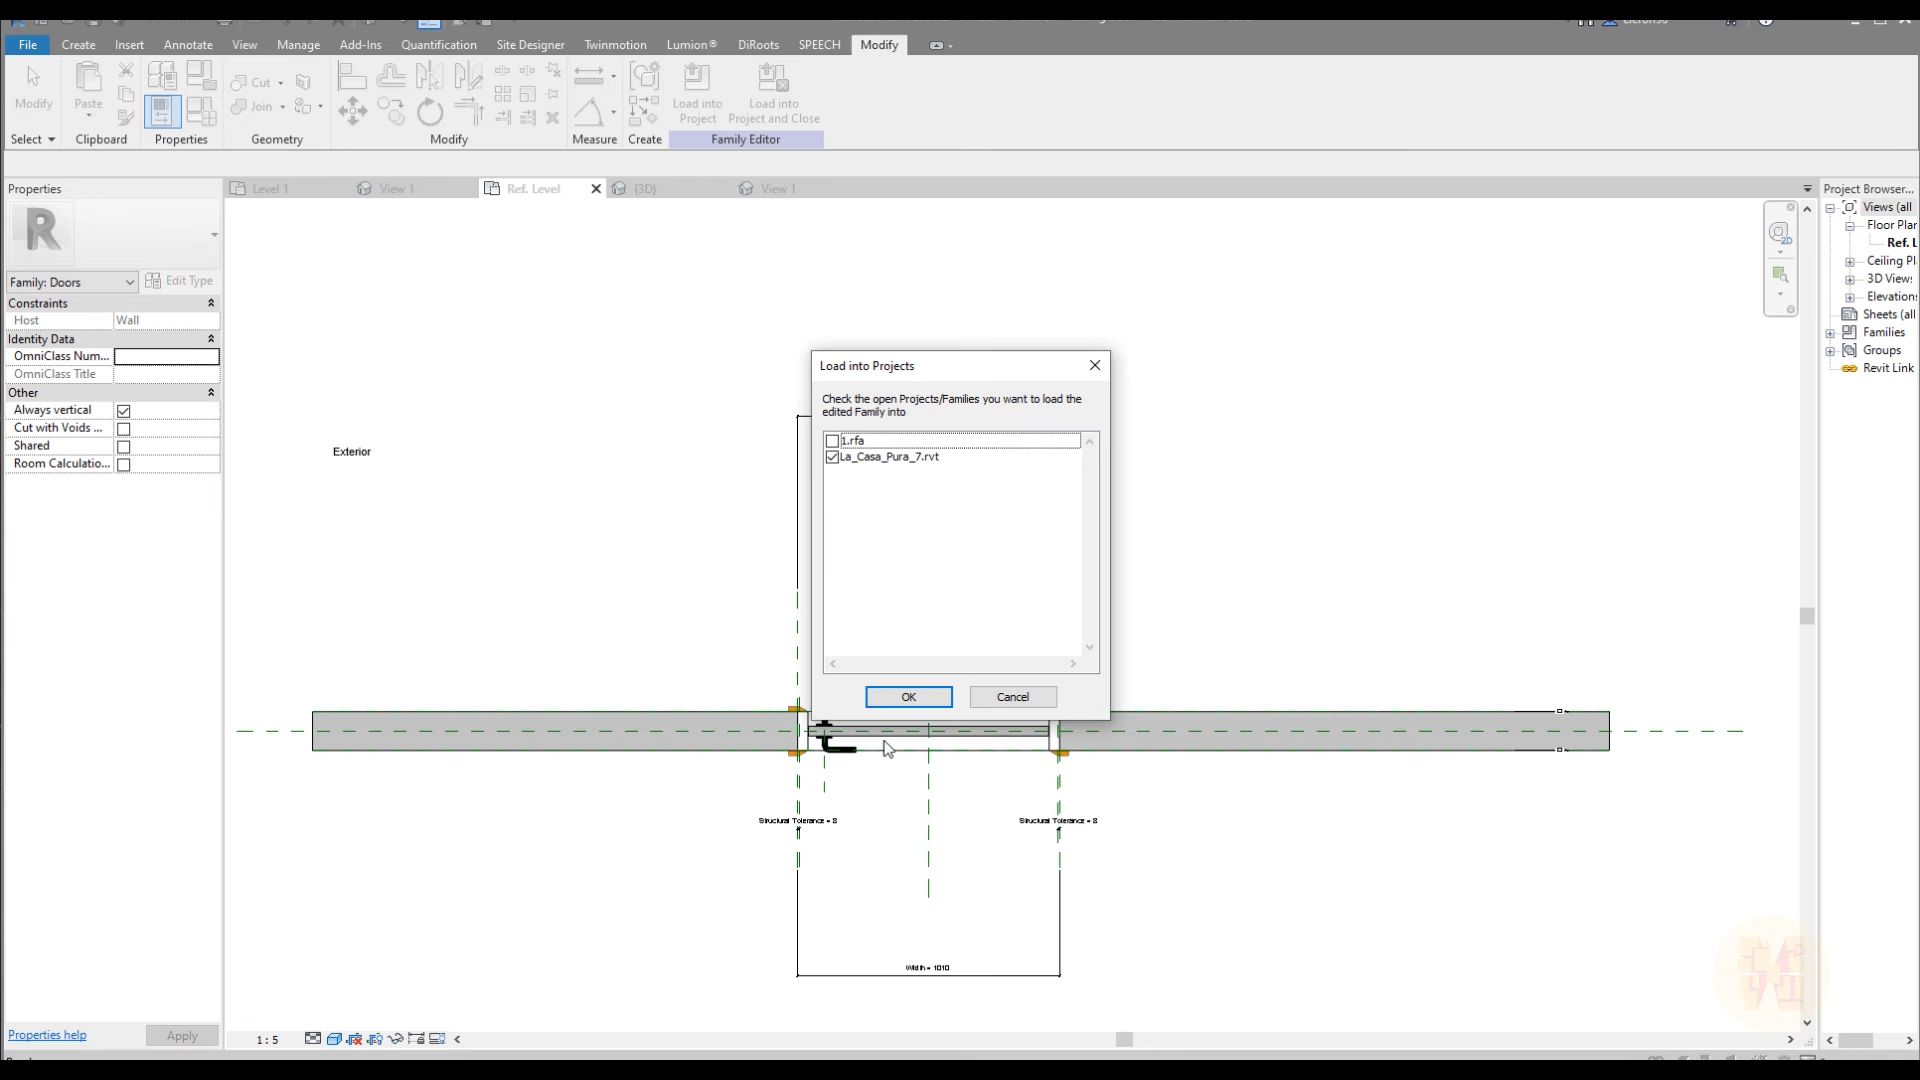 File Create Insert Annotate View Manage Add-Ins Quantification Site Designer Twinmotion Lumion® DiRoots SPEECH Modify
Modify
Paste
Cut
Join
Load into
Project
Load into
Project and Close
Select Clipboard Properties Geometry Modify Measure Create Family Editor
Properties
Level 1 View 1 Ref. Level {3D} View 1
Project Browser...
R
Family: Doors Edit Type
Constraints
Host Wall
Identity Data
OmniClass Num...
OmniClass Title
Other
Always vertical
Cut with Voids ...
Shared
Room Calculatio...
Properties help Apply
Exterior
Load into Projects
Check the open Projects/Families you want to load the
edited Family into
1.rfa
La_Casa_Pura_7.rvt
OK Cancel
Structural Tolerance = 8 Structural Tolerance = 8
Width = 1010
1 : 5
2D
Views (all
Floor Plan
Ref. L
Ceiling Pl
3D Views
Elevations
Sheets (all
Families
Groups
Revit Link